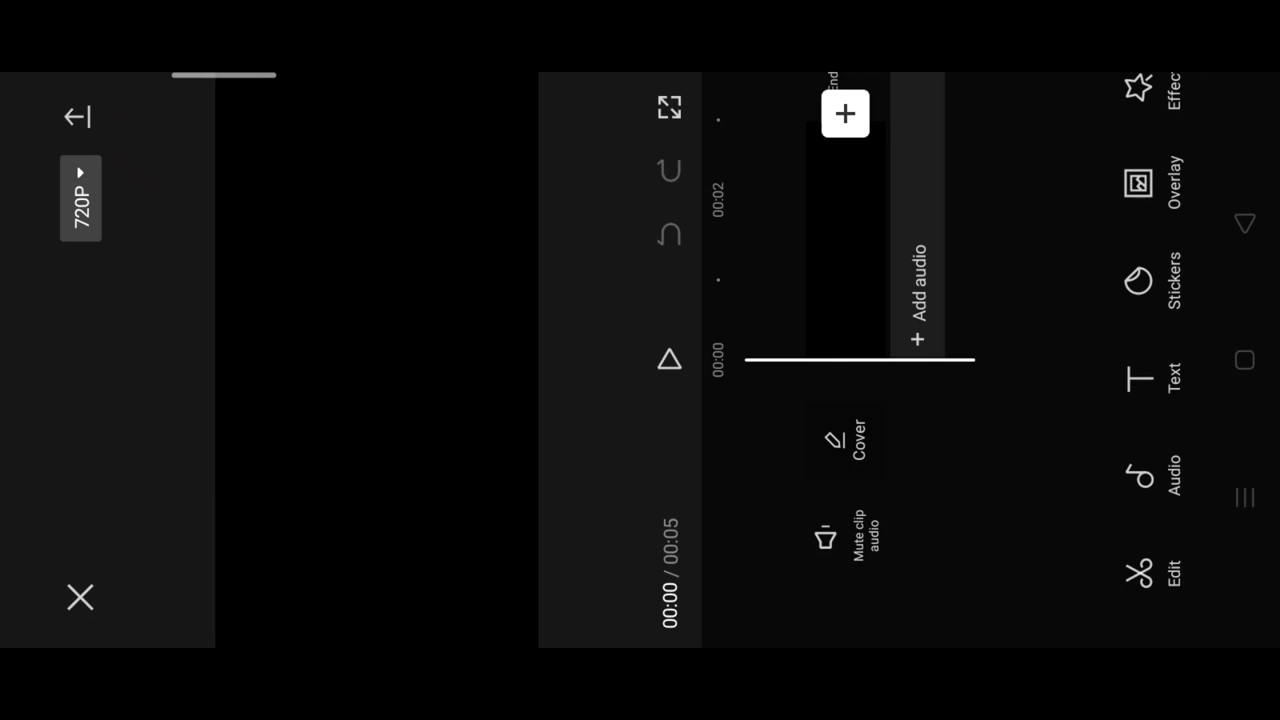 720P
00:00 / 00:05
00:00
00:02
Mute clip
audio
Cover
End
+ Add audio
Edit
Audio
Text
Stickers
Overlay
Effec